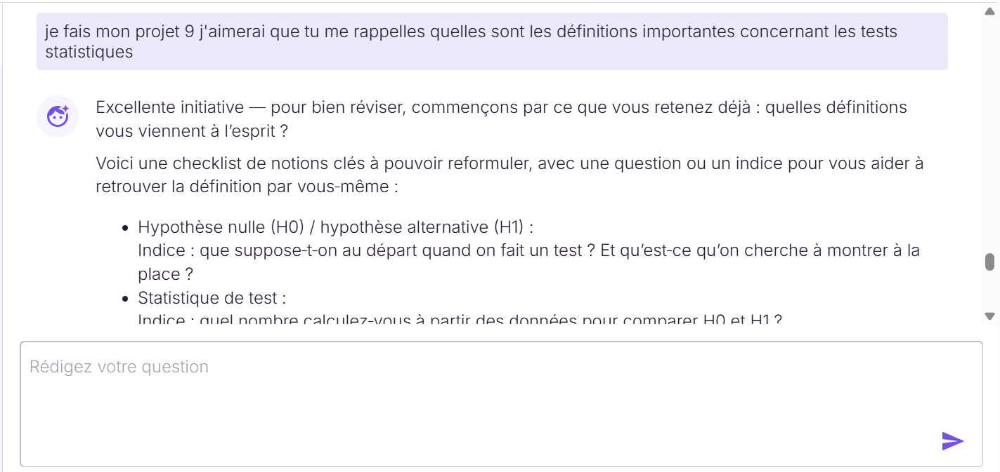 je fais mon projet 9 j'aimerai que tu me rappelles quelles sont les définitions importantes concernant les tests
statistiques
Excellente initiative — pour bien réviser, commençons par ce que vous retenez déjà : quelles définitions
vous viennent à l’esprit ?
Voici une checklist de notions clés à pouvoir reformuler, avec une question ou un indice pour vous aider à
retrouver la définition par vous-même :
• Hypothèse nulle (H0) / hypothèse alternative (H1) :
Indice : que suppose-t-on au départ quand on fait un test ? Et qu’est-ce qu’on cherche à montrer à la
place ?
• Statistique de test :
Indice : quel nombre calculez-vous à partir des données pour comparer H0 et H1 ?
Rédigez votre question